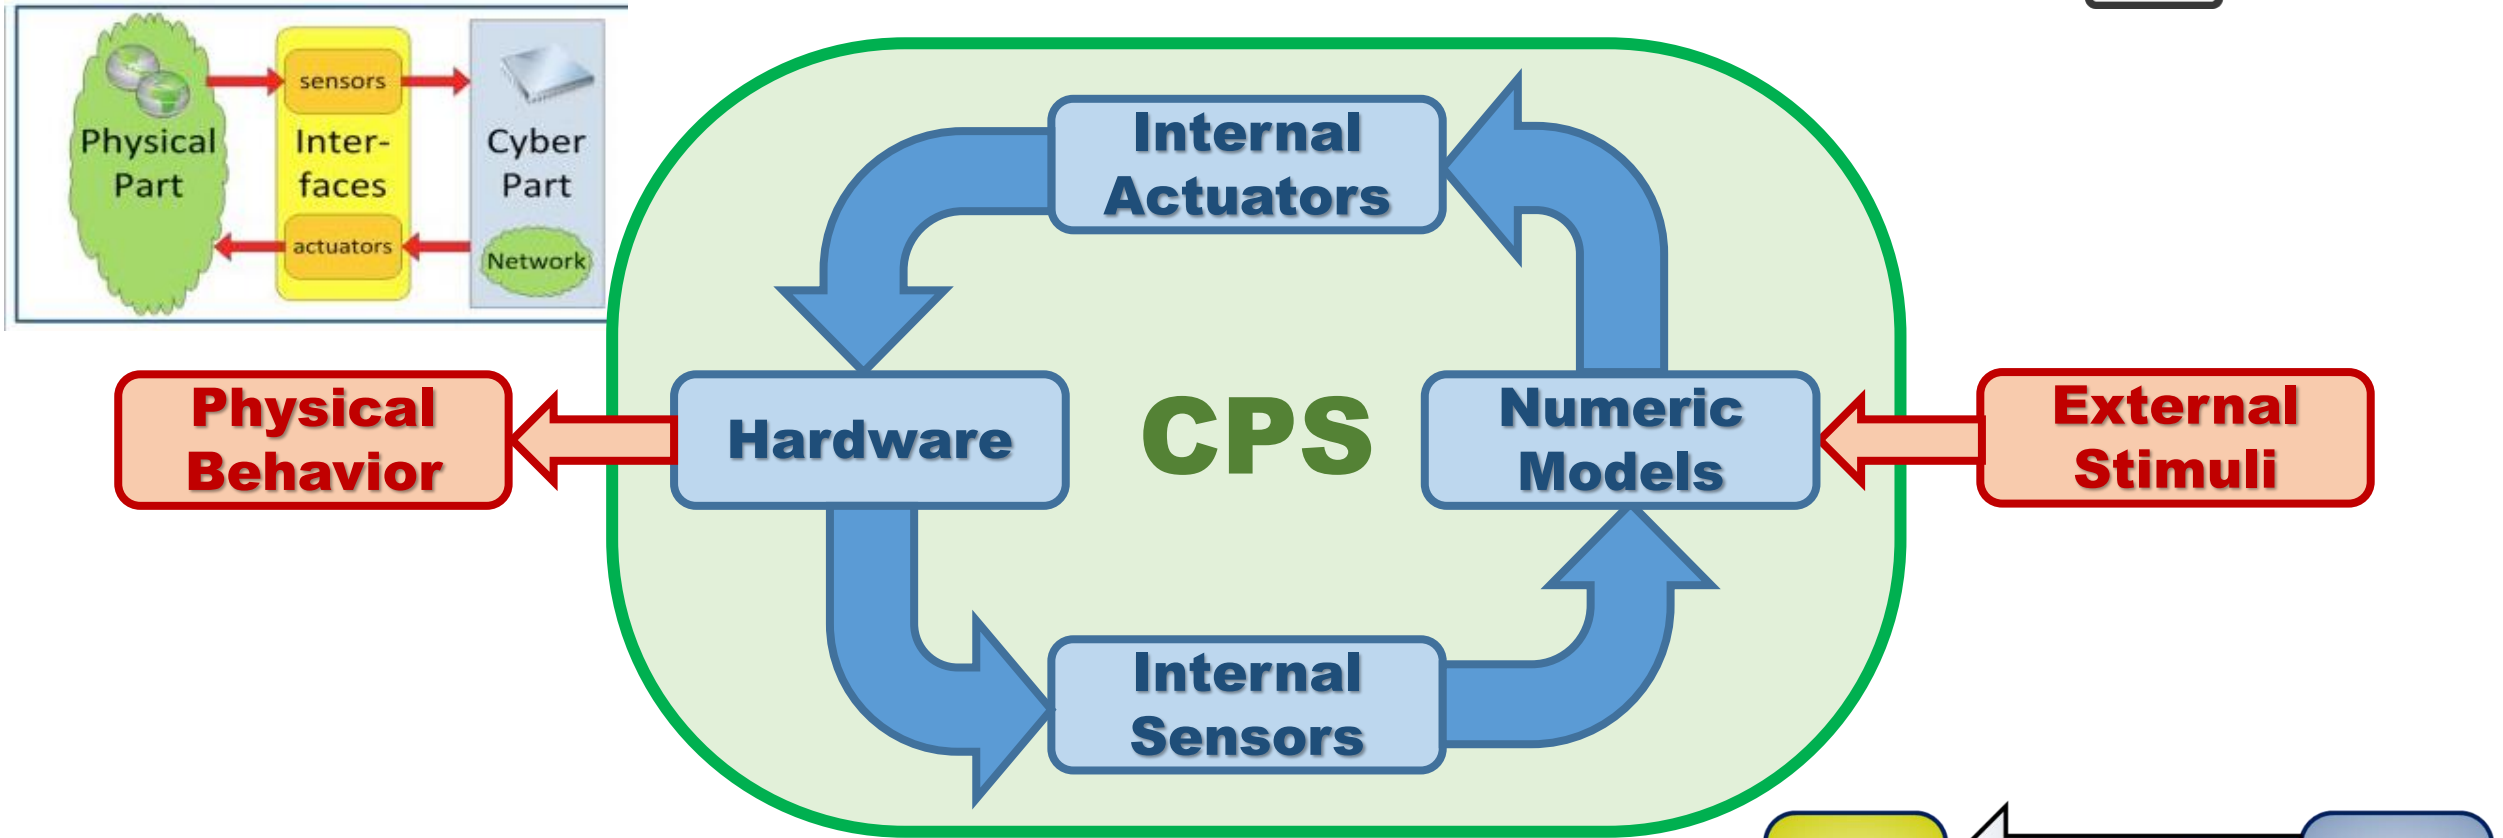 sensors
Physical
Part
Inter-
faces
Cyber
Part
actuators
Network
Internal
Actuators
Physical
Behavior
Hardware
CPS
Numeric
Models
External
Stimuli
Internal
Sensors